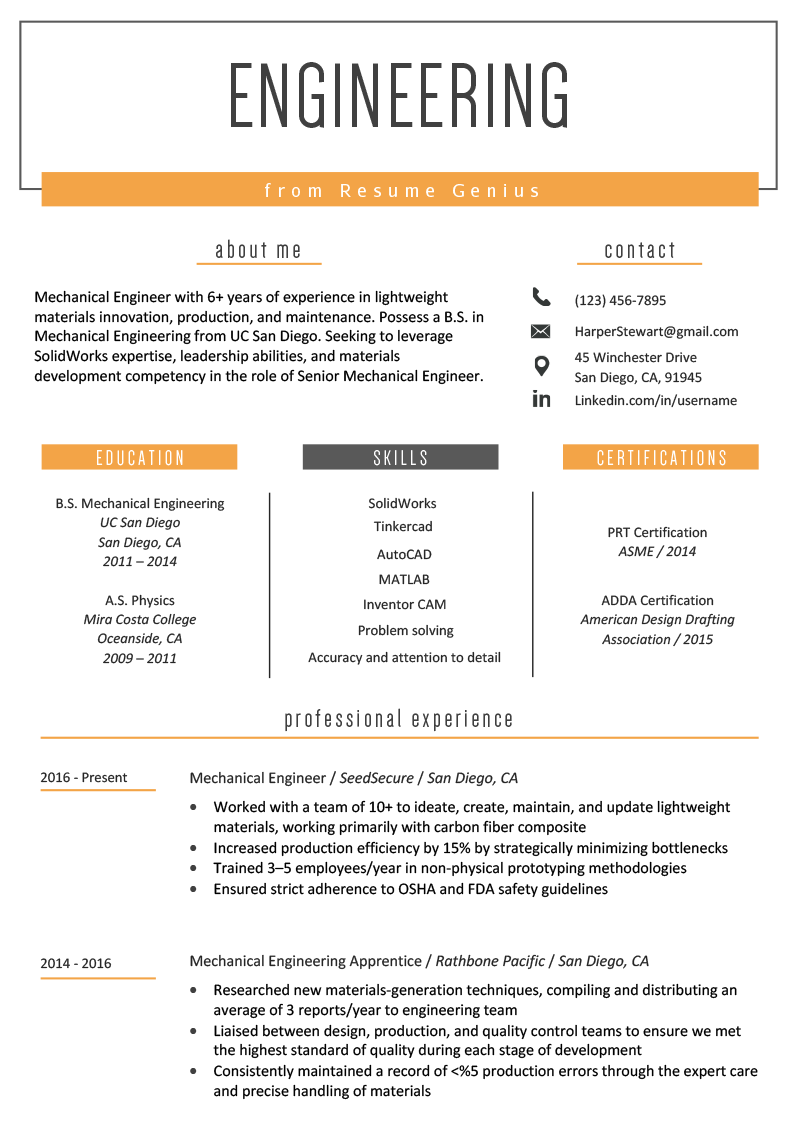 ENGINEERING
from Resume Genius
about me
Mechanical Engineer with 6+ years of experience in lightweight
materials innovation, production, and maintenance. Possess a B.S. in
Mechanical Engineering from UC San Diego. Seeking to leverage
SolidWorks expertise, leadership abilities, and materials
development competency in the role of Senior Mechanical Engineer.
contact
(123) 456-7895
HarperStewart@gmail.com
45 Winchester Drive
San Diego, CA, 91945
in
Linkedin.com/in/username
EDUCATION
B.S. Mechanical Engineering
UC San Diego
San Diego, CA
2011 – 2014
A.S. Physics
Mira Costa College
Oceanside, CA
2009 – 2011
SKILLS
SolidWorks
Tinkercad
AutoCAD
MATLAB
Inventor CAM
Problem solving
Accuracy and attention to detail
CERTIFICATIONS
PRT Certification
ASME / 2014
ADDA Certification
American Design Drafting
Association / 2015
professional experience
2016 - Present
Mechanical Engineer / SeedSecure / San Diego, CA
• Worked with a team of 10+ to ideate, create, maintain, and update lightweight
materials, working primarily with carbon fiber composite
• Increased production efficiency by 15% by strategically minimizing bottlenecks
• Trained 3–5 employees/year in non-physical prototyping methodologies
• Ensured strict adherence to OSHA and FDA safety guidelines
2014 - 2016
Mechanical Engineering Apprentice / Rathbone Pacific / San Diego, CA
• Researched new materials-generation techniques, compiling and distributing an
average of 3 reports/year to engineering team
• Liaised between design, production, and quality control teams to ensure we met
the highest standard of quality during each stage of development
• Consistently maintained a record of <%5 production errors through the expert care
and precise handling of materials